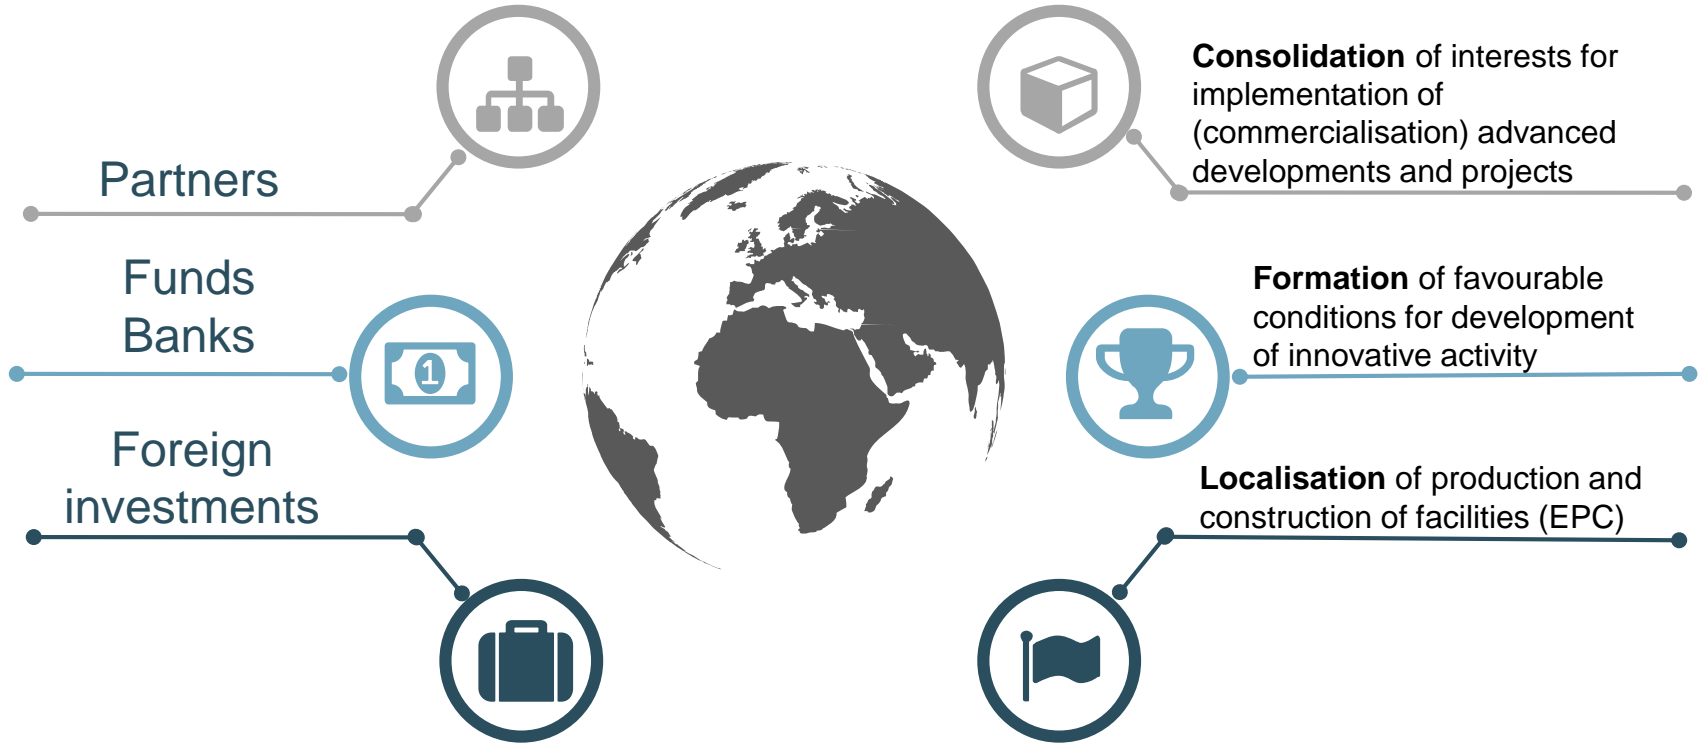 Partners
Funds
Banks
1
Foreign
investments
Consolidation of interests for
implementation of
(commercialisation) advanced
developments and projects
Formation of favourable
conditions for development
of innovative activity
Localisation of production and
construction of facilities (EPC)